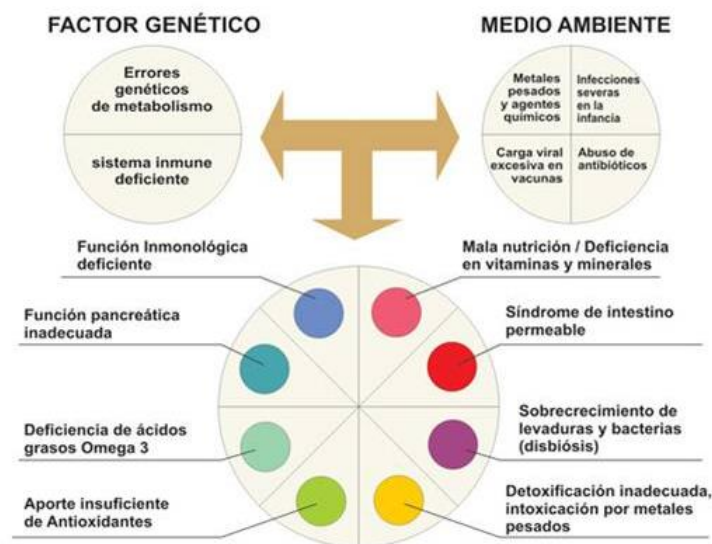 FACTOR GENÉTICO
Errores
genéticos
de metabolismo
sistema inmune
deficiente
MEDIO AMBIENTE
Metales
pesados
y agentes
químicos
Infecciones
severas
en la
infancia
Carga viral
excesiva en
vacunas
Abuso de
antibióticos
Función Inmonológica
deficiente
Mala nutrición / Deficiencia
en vitaminas y minerales
Función pancreática
inadecuada
Síndrome de intestino
permeable
Deficiencia de ácidos
grasos Omega 3
Sobrecrecimiento de
levaduras y bacterias
(disbiósis)
Aporte insuficiente
de Antioxidantes
Detoxificación inadecuada,
intoxicación por metales
pesados